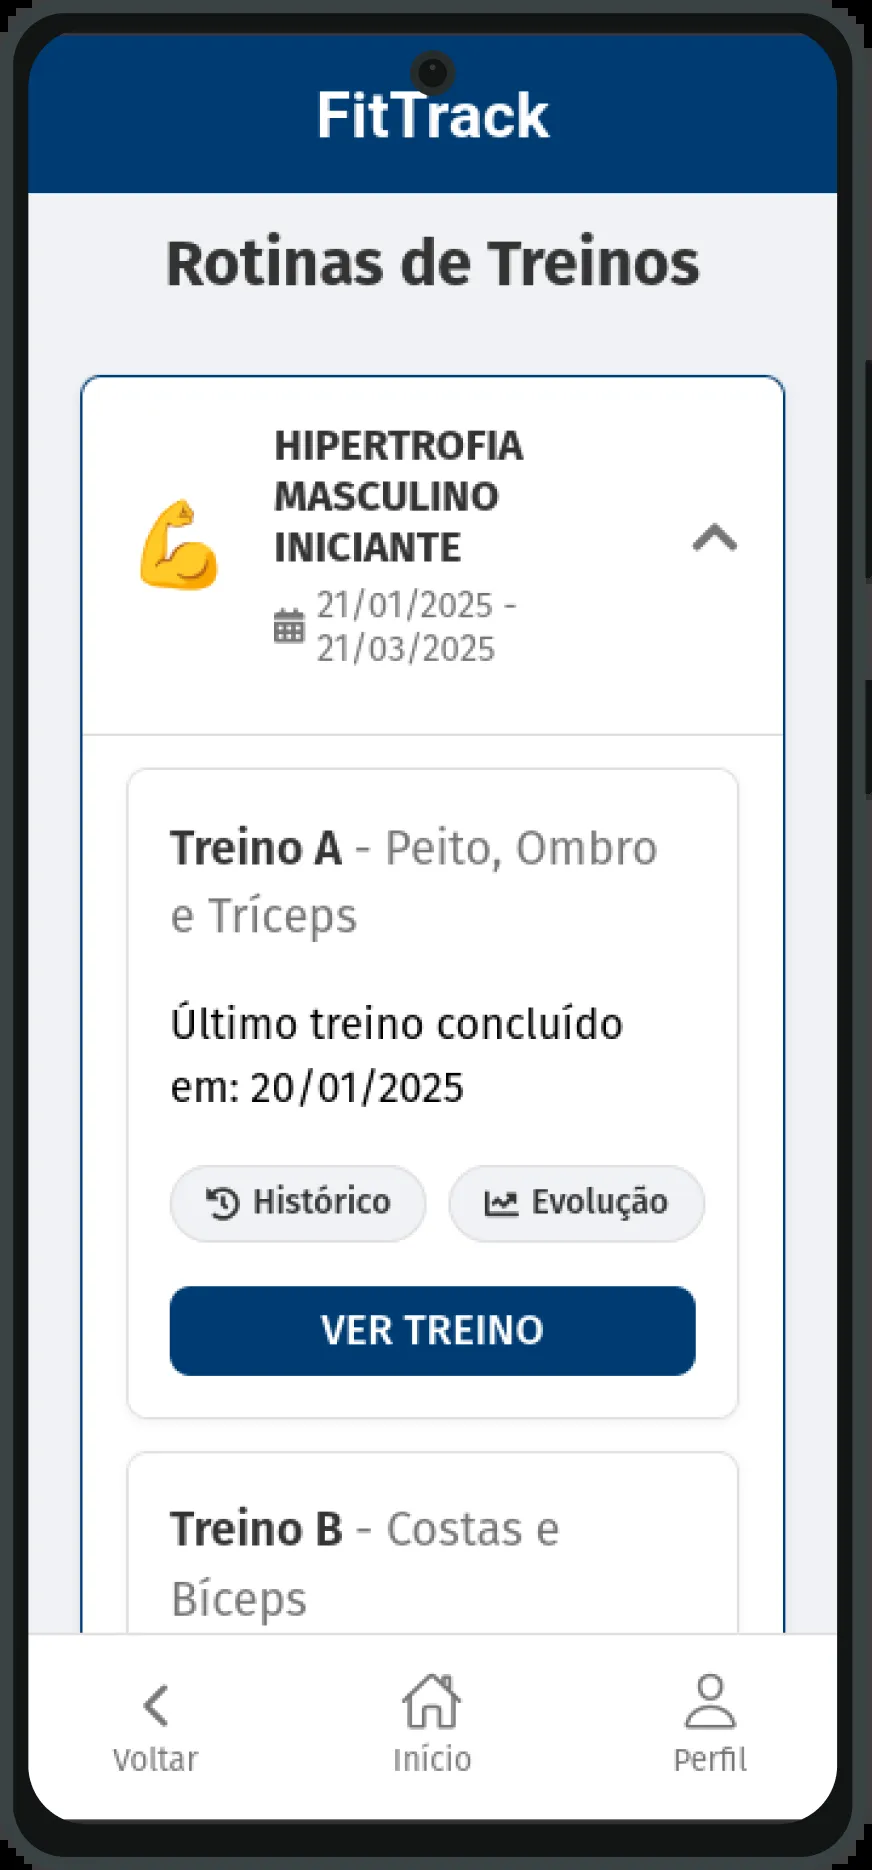 FitTrack
Rotinas de Treinos
HIPERTROFIA
MASCULINO
INICIANTE
21/01/2025 -
21/03/2025
Treino A - Peito, Ombro
e Tríceps
Último treino concluído
em: 20/01/2025
Histórico
Evolução
VER TREINO
Treino B - Costas e
Bíceps
Voltar
Início
Perfil